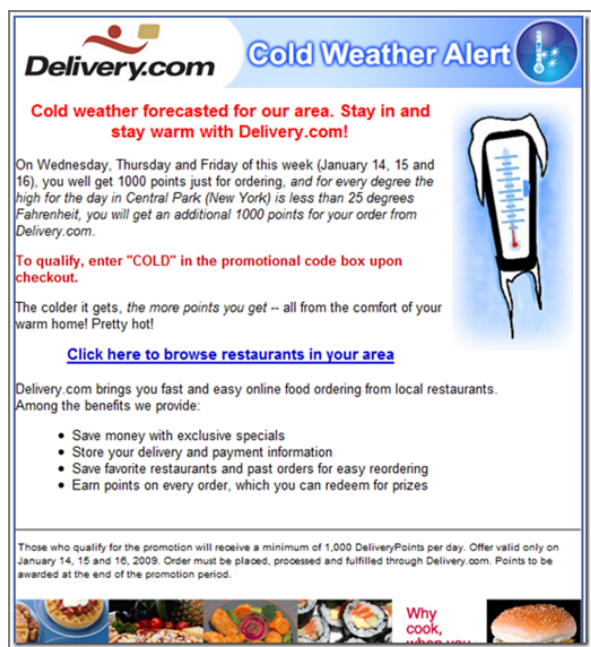 Delivery.com
Cold Weather Alert
Cold weather forecasted for our area. Stay in and
stay warm with Delivery.com!
On Wednesday, Thursday and Friday of this week (January 14, 15 and
16), you well get 1000 points just for ordering, and for every degree the
high for the day in Central Park (New York) is less than 25 degrees
Fahrenheit, you will get an additional 1000 points for your order from
Delivery.com.
To qualify, enter "COLD" in the promotional code box upon
checkout.
The colder it gets, the more points you get -- all from the comfort of your
warm home! Pretty hot!
Click here to browse restaurants in your area
Delivery.com brings you fast and easy online food ordering from local restaurants.
Among the benefits we provide:
• Save money with exclusive specials
• Store your delivery and payment information
• Save favorite restaurants and past orders for easy reordering
• Earn points on every order, which you can redeem for prizes
Those who qualify for the promotion will receive a minimum of 1,000 DeliveryPoints per day. Offer valid only on
January 14, 15 and 16, 2009. Order must be placed, processed and fulfilled through Delivery.com. Points to be
awarded at the end of the promotion period.
Why
cook,
when you